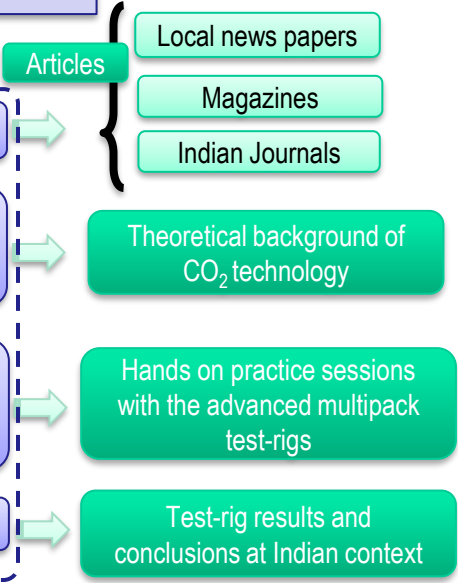 Local news papers
Articles
Magazines
Indian Journals
Theoretical background of
CO₂ technology
Hands on practice sessions
with the advanced multipack
test-rigs
Test-rig results and
conclusions at Indian context